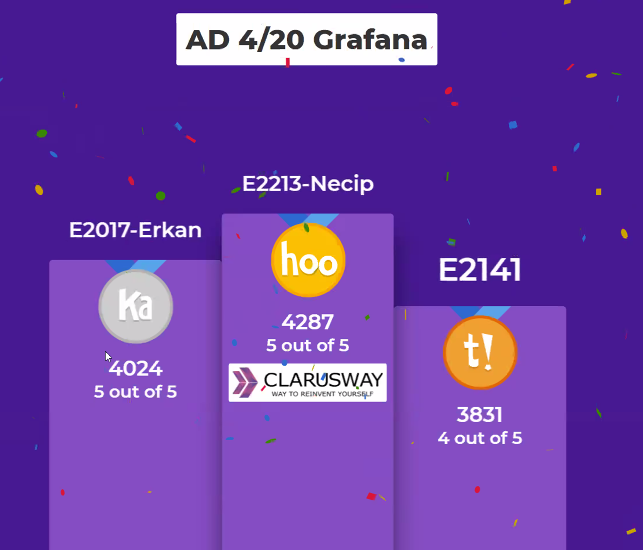 AD 4/20 Grafana
E2213-Necip
hoo
4287
5 out of 5
CLARUSWAY
WAY TO REINVENT YOURSELF
E2017-Erkan
Ka
4024
5 out of 5
E2141
t!
3831
4 out of 5